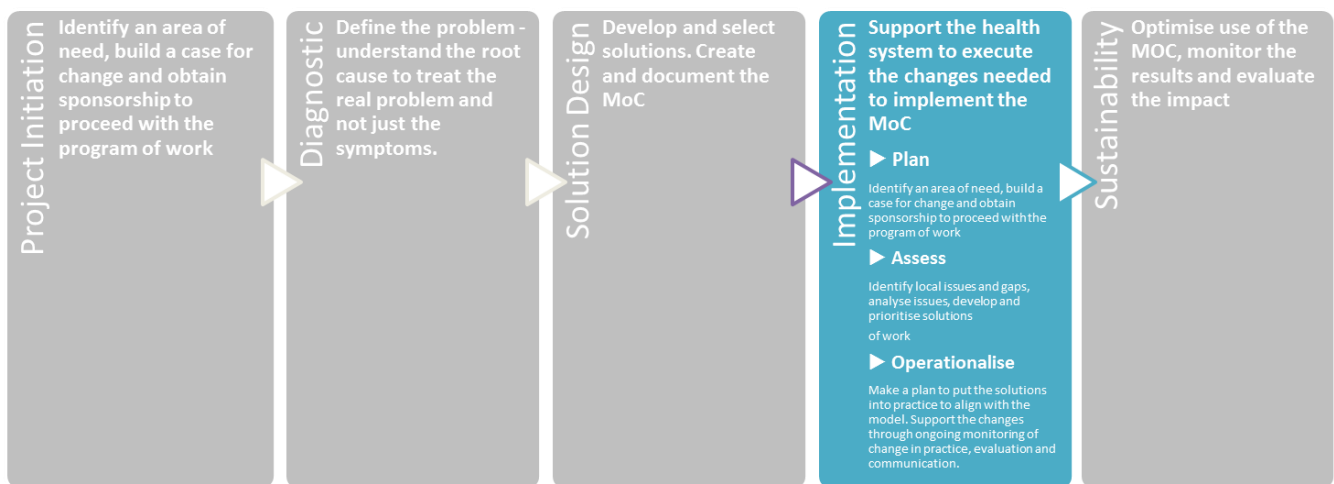 Project Initiation
Identify an area of
need, build a case for
change and obtain
sponsorship to
proceed with the
program of work
Diagnostic
Define the problem -
understand the root
cause to treat the
real problem and
not just the
symptoms.
Solution Design
Develop and select
solutions. Create
and document the
MoC
Implementation
Support the health
system to execute
the changes needed
to implement the
MoC
▶ Plan
Identify an area of need, build a
case for change and obtain
sponsorship to proceed with the
program of work
▶ Assess
Identify local issues and gaps,
analyse issues, develop and
prioritise solutions
of work
▶ Operationalise
Make a plan to put the solutions
into practice to align with the
model. Support the changes
through ongoing monitoring of
change in practice, evaluation and
communication.
Sustainability
Optimise use of the
MOC, monitor the
results and evaluate
the impact